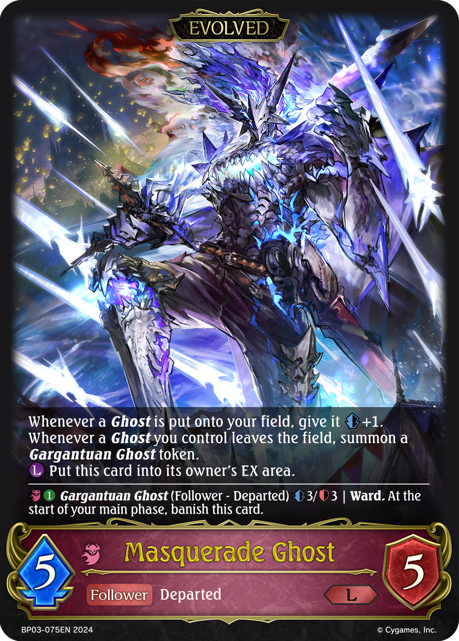 EVOLVED
Whenever a Ghost is put onto your field, give it +1.
Whenever a Ghost you control leaves the field, summon a
Gargantuan Ghost token.
L Put this card into its owner's EX area.
1 Gargantuan Ghost (Follower - Departed) 3/3 | Ward. At the
start of your main phase, banish this card.
Masquerade Ghost
5
5
Follower Departed
L
BP03-075EN 2024
© Cygames, Inc.